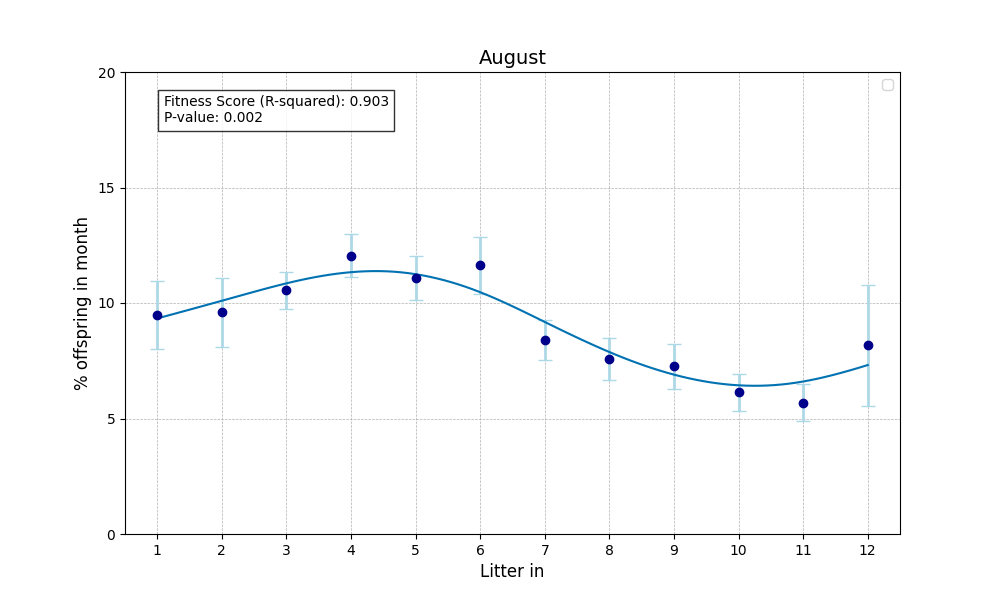 August
Fitness Score (R-squared): 0.903
P-value: 0.002
% offspring in month
20
15
10
5
0
1 2 3 4 5 6 7 8 9 10 11 12
Litter in